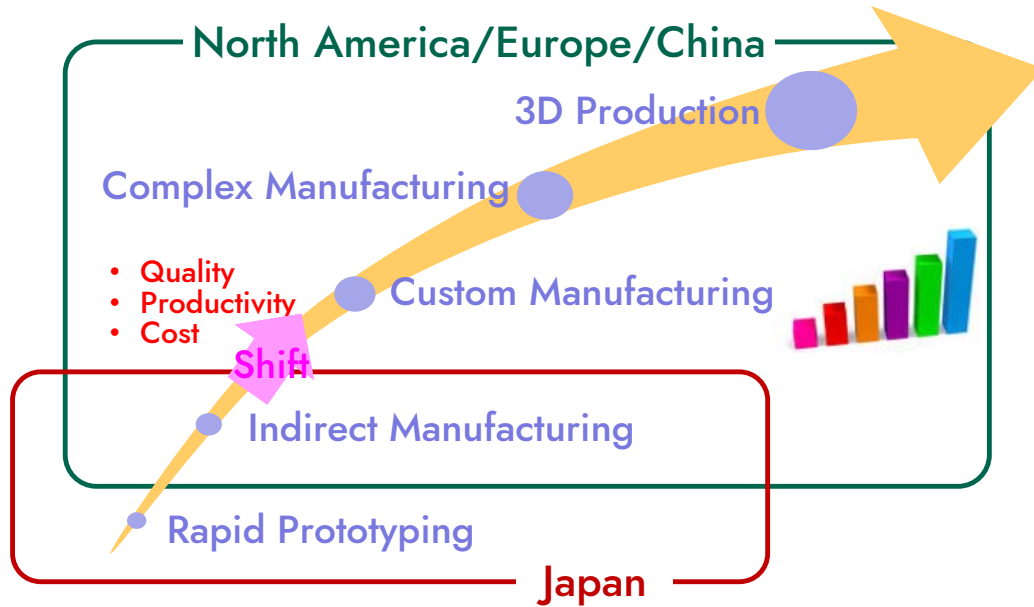 North America/Europe/China
3D Production
Complex Manufacturing
• Quality
• Productivity
• Cost
Custom Manufacturing
Shift
Indirect Manufacturing
Rapid Prototyping
Japan